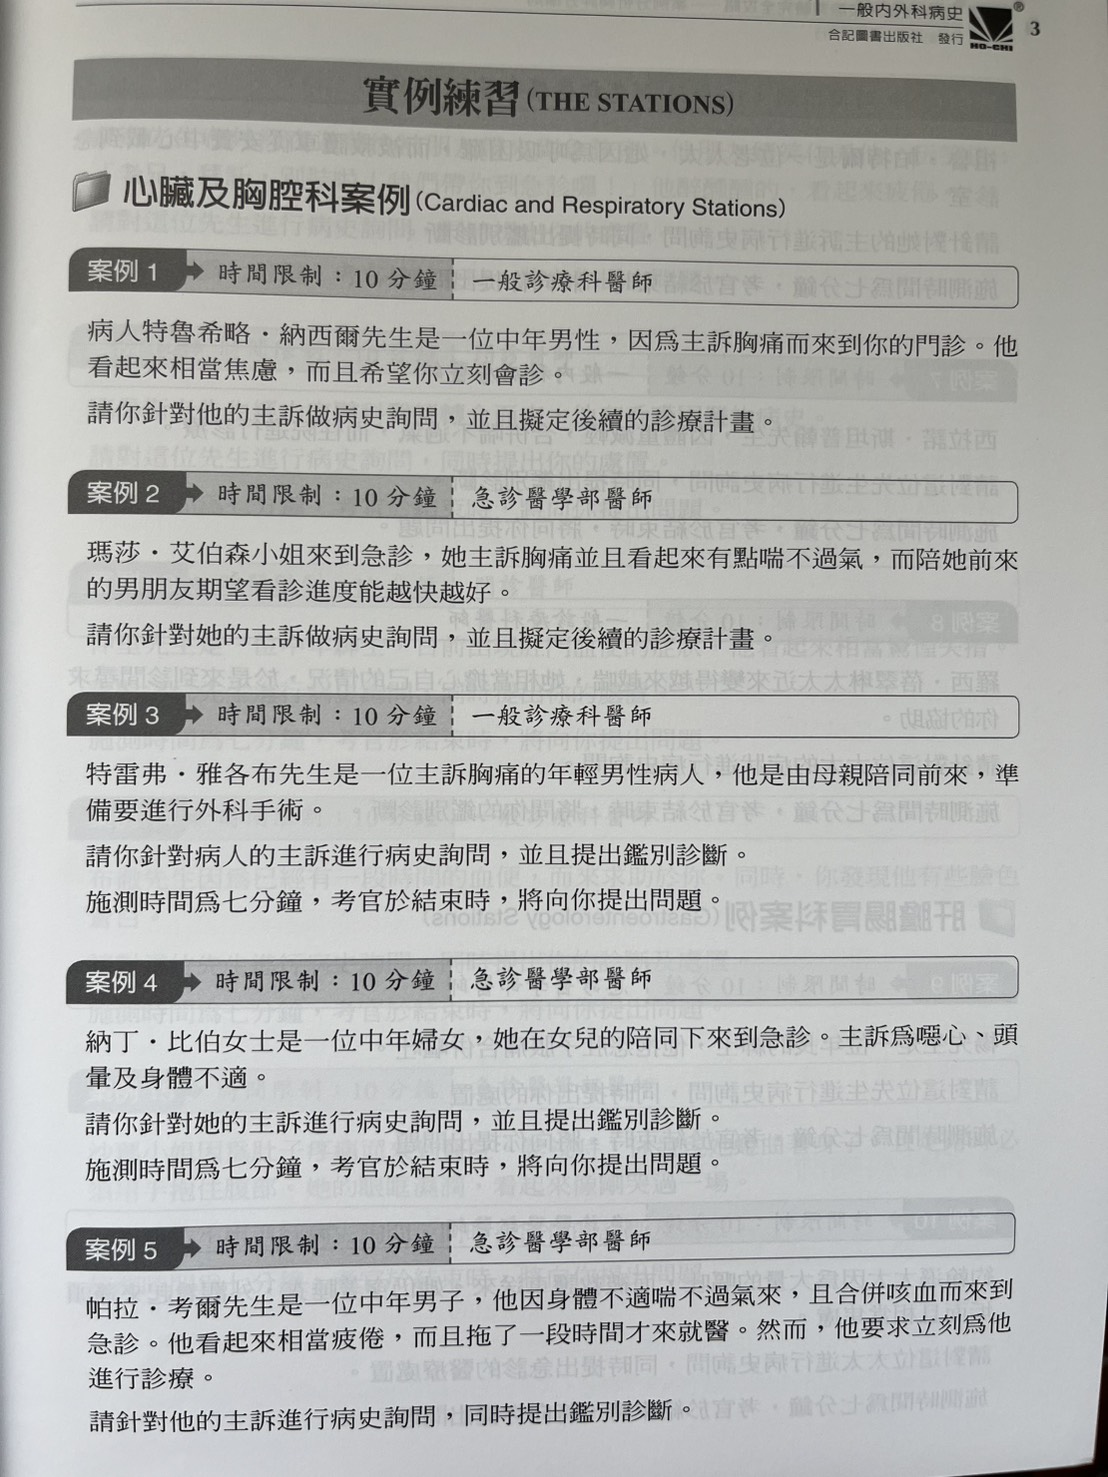 一般內外科病史
合記圖書出版社　發行
HO-CHI
®
3
實例練習(THE STATIONS)
心臟及胸腔科案例(Cardiac and Respiratory Stations)
案例 1 時間限制：10 分鐘 一般診療科醫師
病人特魯希略・納西爾先生是一位中年男性，因為主訴胸痛而來到你的門診。他
看起來相當焦慮，而且希望你立刻會診。
請你針對他的主訴做病史詢問，並且擬定後續的診療計畫。
案例 2 時間限制：10 分鐘 急診醫學部醫師
瑪莎・艾伯森小姐來到急診，她主訴胸痛並且看起來有點喘不過氣，而陪她前來
的男朋友期望看診進度能越快越好。
請你針對她的主訴做病史詢問，並且擬定後續的診療計畫。
案例 3 時間限制：10 分鐘 一般診療科醫師
特雷弗・雅各布先生是一位主訴胸痛的年輕男性病人，他是由母親陪同前來，準
備要進行外科手術。
請你針對病人的主訴進行病史詢問，並且提出鑑別診斷。
施測時間為七分鐘，考官於結束時，將向你提出問題。
案例 4 時間限制：10 分鐘 急診醫學部醫師
納丁・比伯女士是一位中年婦女，她在女兒的陪同下來到急診。主訴為噁心、頭
暈及身體不適。
請你針對她的主訴進行病史詢問，並且提出鑑別診斷。
施測時間為七分鐘，考官於結束時，將向你提出問題。
案例 5 時間限制：10 分鐘 急診醫學部醫師
帕拉・考爾先生是一位中年男子，他因身體不適喘不過氣來，且合併咳血而來到
急診。他看起來相當疲倦，而且拖了一段時間才來就醫。然而，他要求立刻為他
進行診療。
請針對他的主訴進行病史詢問，同時提出鑑別診斷。